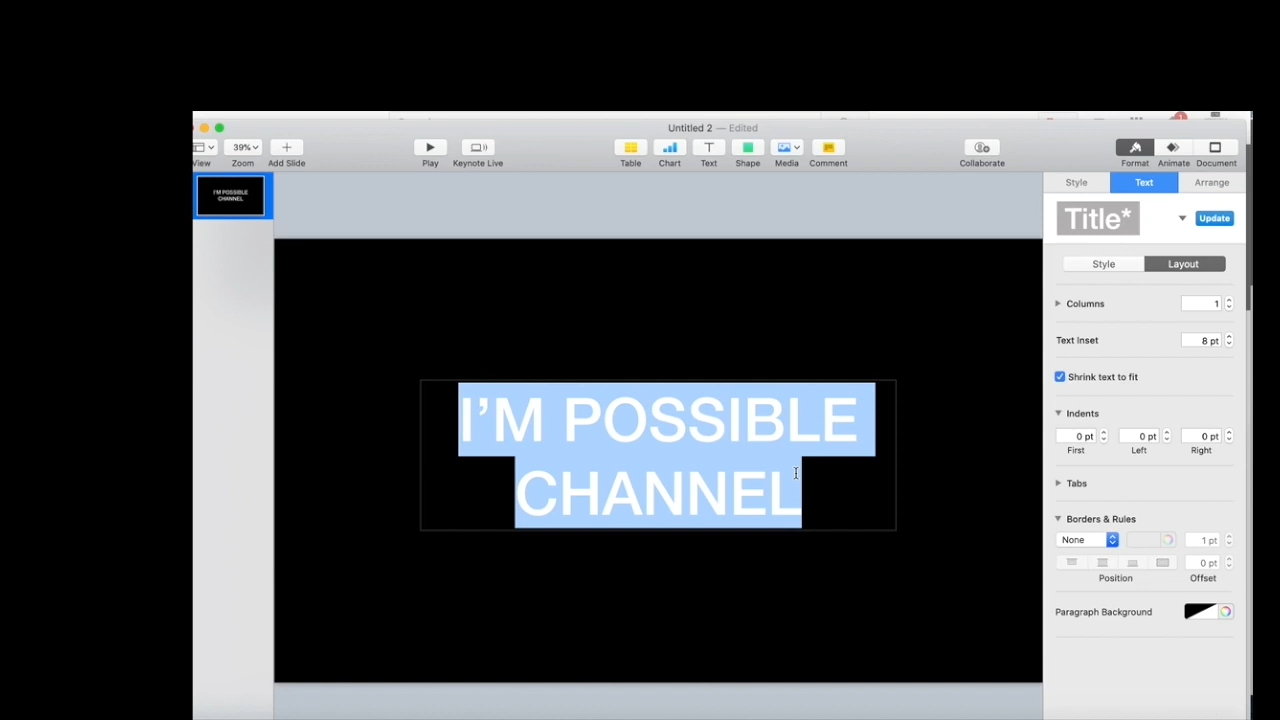 Untitled 2 — Edited
View
39%
Zoom
Add Slide
Play
Keynote Live
Table
Chart
Text
Shape
Media
Comment
Collaborate
Format
Animate
Document
I'M POSSIBLE
CHANNEL
Style
Text
Arrange
Title*
Update
Style
Layout
Columns
1
Text Inset
8 pt
Shrink text to fit
Indents
0 pt
0 pt
0 pt
First
Left
Right
I’M POSSIBLE
CHANNEL
Tabs
Borders & Rules
None
1 pt
0 pt
Position
Offset
Paragraph Background